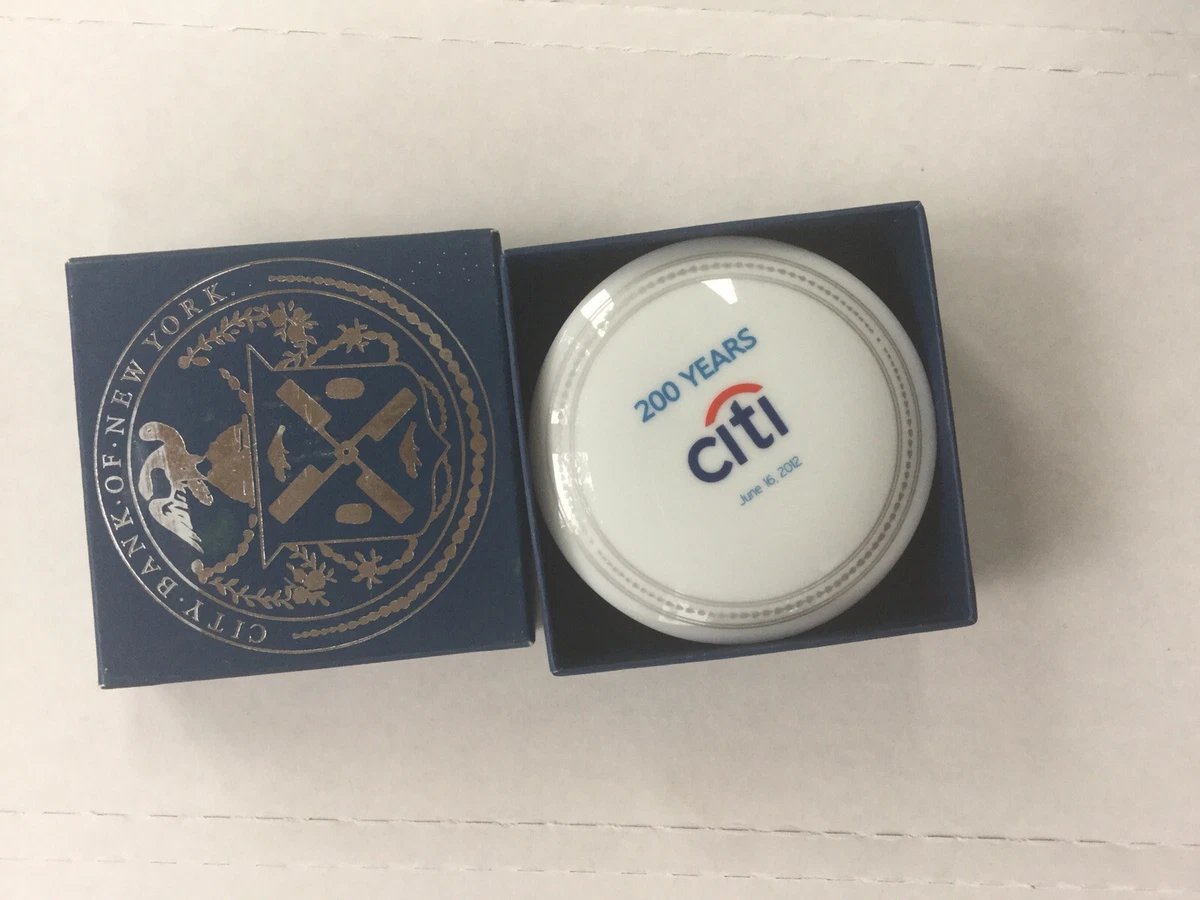 CITY · BANK · OF · NEW YORK ·
200 YEARS
citi
June 16, 2012